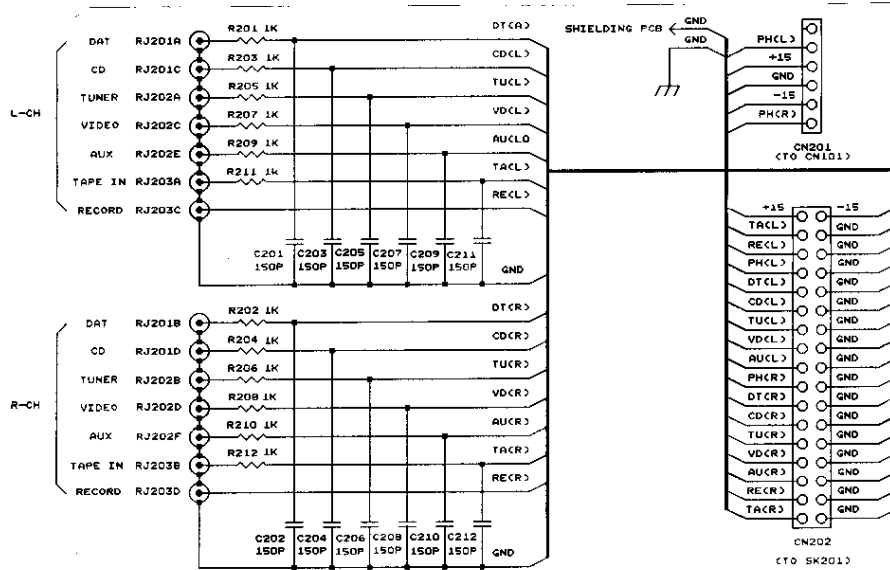 L-CH
DAT RJ201A R201 1K DT(A)
CD RJ201C R203 1K CD(L)
TUNER RJ202A R205 1K TU(L)
VIDEO RJ202C R207 1K VD(L)
AUX RJ202E R209 1K AU(LO
TAPE IN RJ203A R211 1k TA(L)
RECORD RJ203C RE(L)
C201 C203 C205 C207 C209 C211
150P 150P 150P 150P 150P 150P
GND
R-CH
DAT RJ201B R202 1K DT(R)
CD RJ201D R204 1K CD(R)
TUNER RJ202B R206 1K TU(R)
VIDEO RJ202D R208 1K VD(R)
AUX RJ202F R210 1K AU(R)
TAPE IN RJ203B R212 1K TA(R)
RECORD RJ203D RE(R)
C202 C204 C206 C208 C210 C212
150P 150P 150P 150P 150P 150P
GND
SHIELDING PCB GND
GND
PH(L)
+15
GND
-15
PH(R)
CN201
(TO CN101)
+15 -15
TA(L) GND
RE(L) GND
PH(L) GND
DT(L) GND
CD(L) GND
TU(L) GND
VD(L) GND
AU(L) GND
PH(R) GND
DT(R) GND
CD(R) GND
TU(R) GND
VD(R) GND
AU(R) GND
RE(R) GND
TA(R) GND
CN202
(TO SK201)